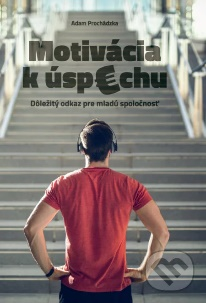 Adam Procházka
Motivácia
k úsp€chu
Dôležitý odkaz pre mladú spoločnosť